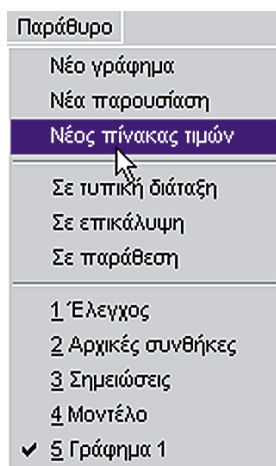 Παράθυρο
Νέο γράφημα
Νέα παρουσίαση
Νέος πίνακας τιμών
Σε τυπική διάταξη
Σε επικάλυψη
Σε παράθεση
1 Έλεγχος
2 Αρχικές συνθήκες
3 Σημειώσεις
4 Μοντέλο
5 Γράφημα 1